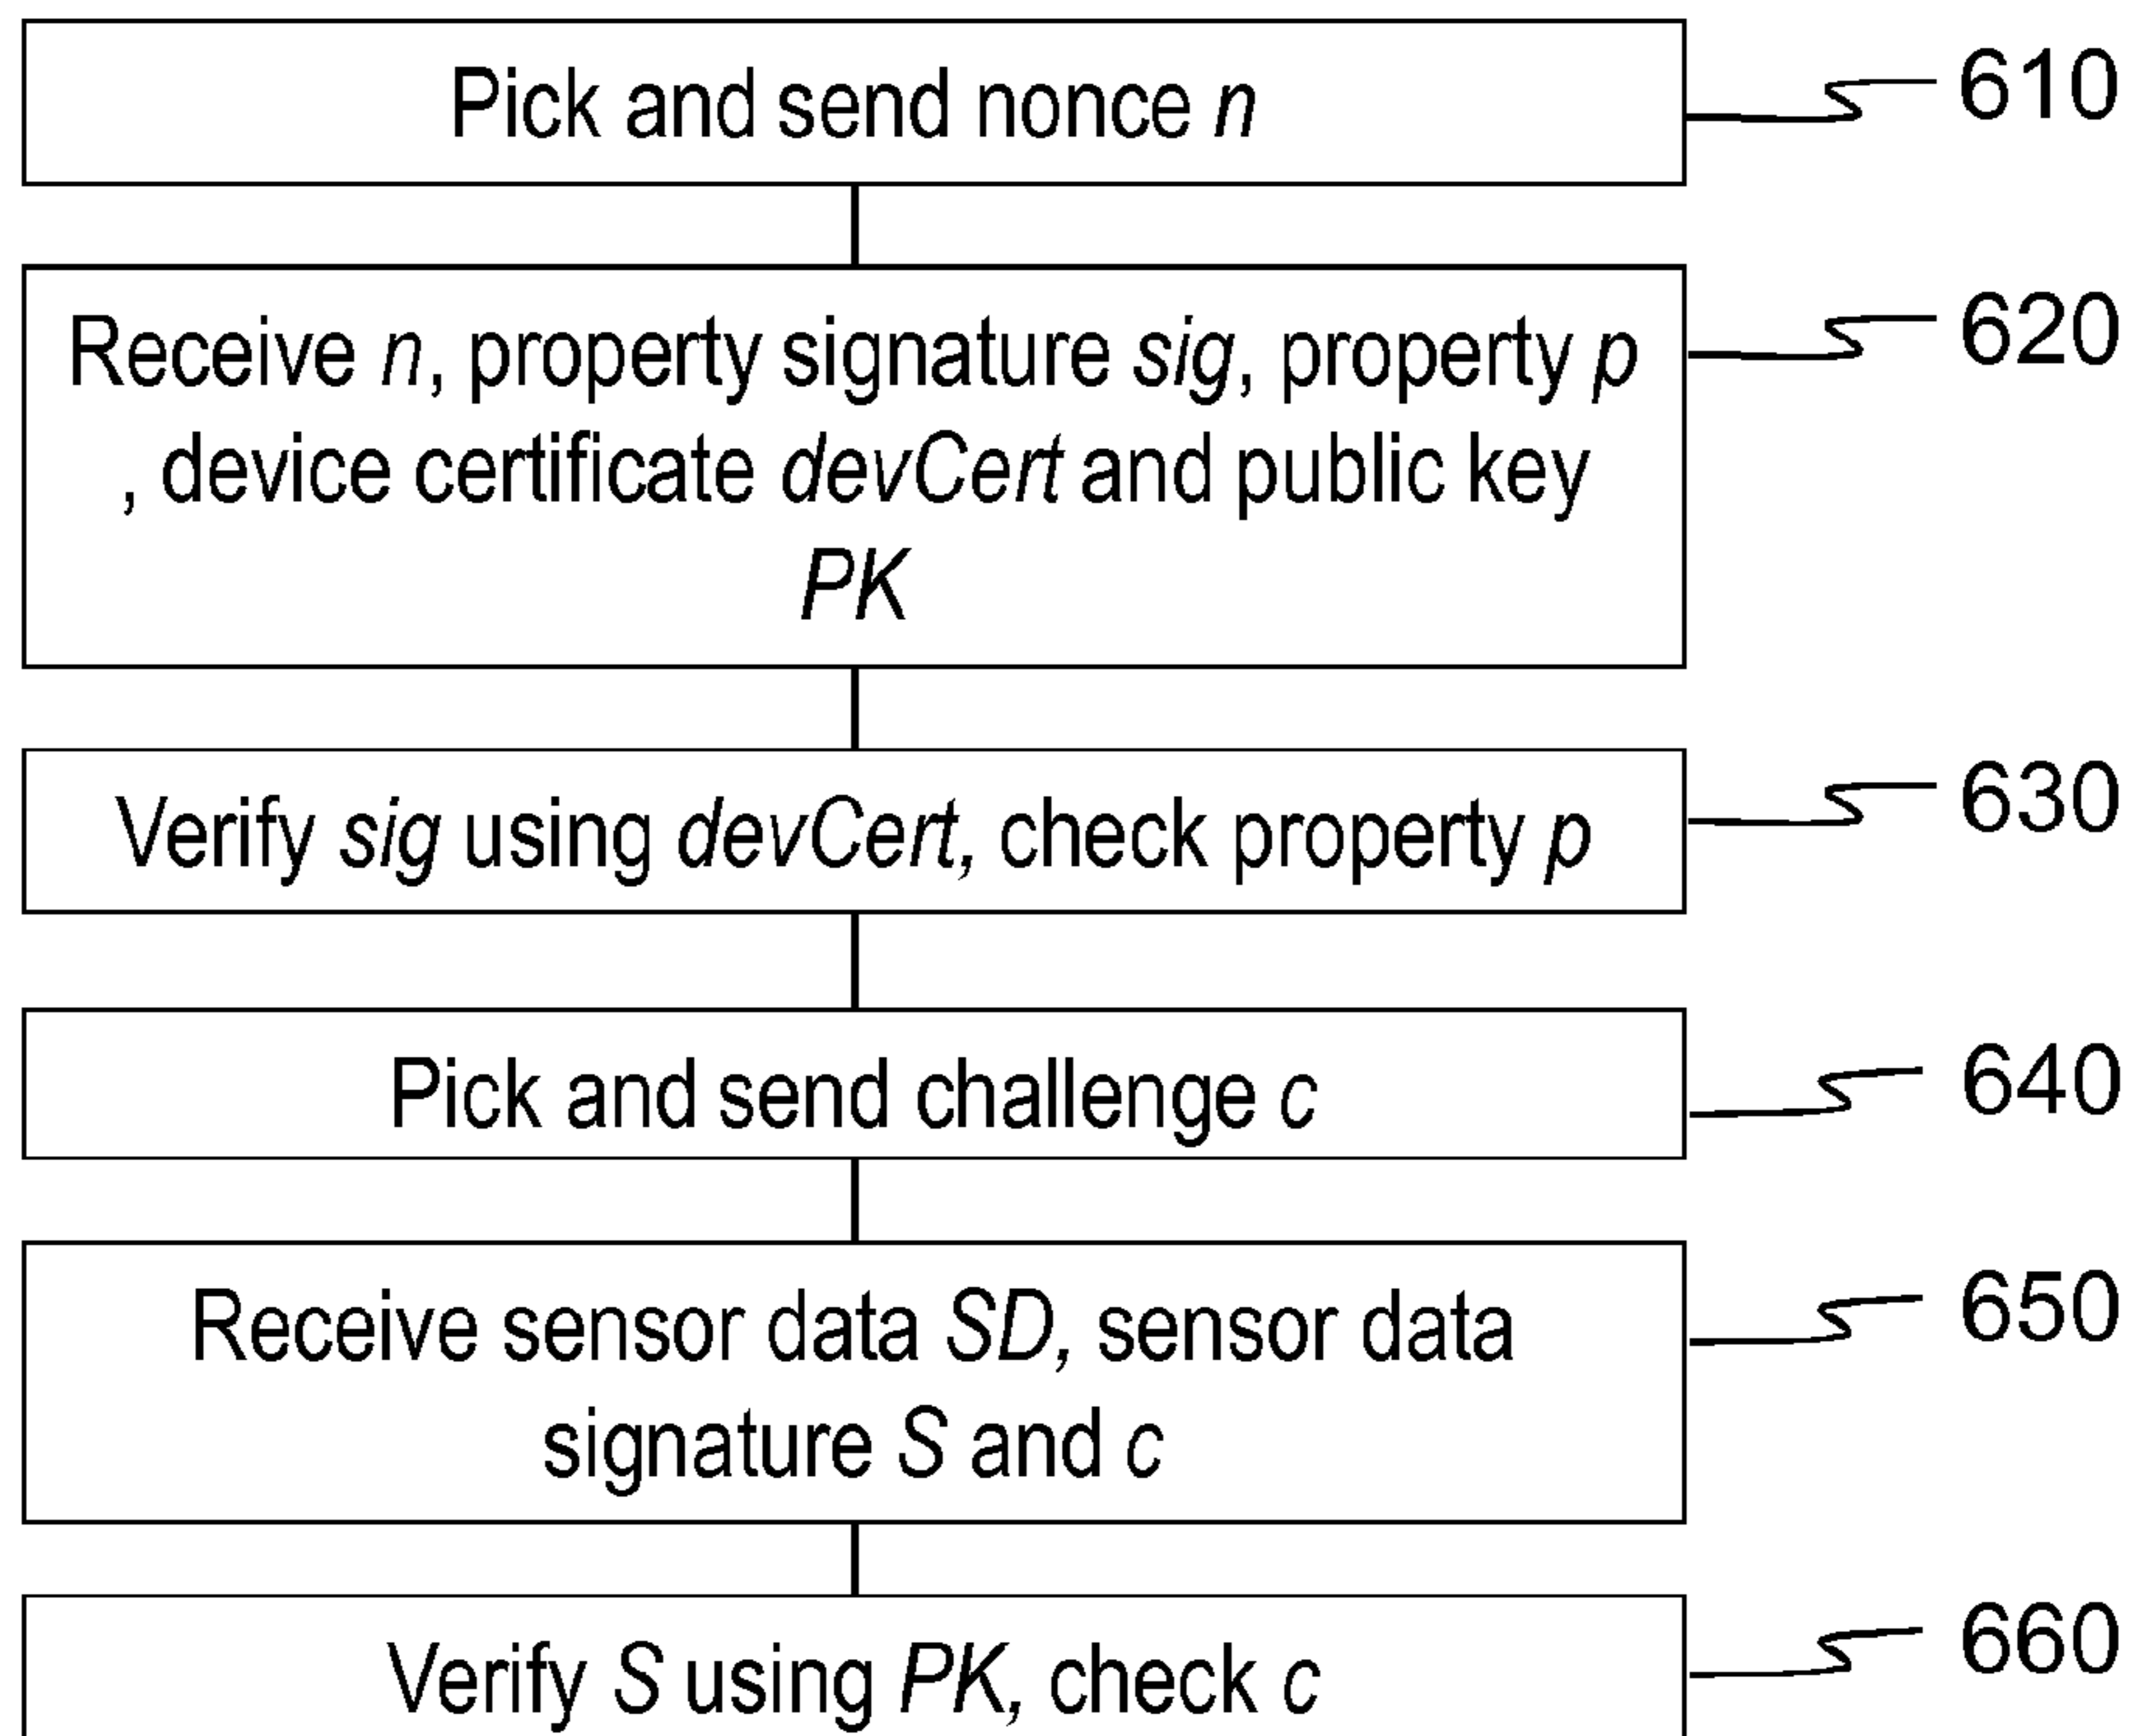 Pick and send nonce n
610
Receive n, property signature sig, property p
, device certificate devCert and public key
PK
620
Verify sig using devCert, check property p
630
Pick and send challenge c
640
Receive sensor data SD, sensor data
signature S and c
650
Verify S using PK, check c
660